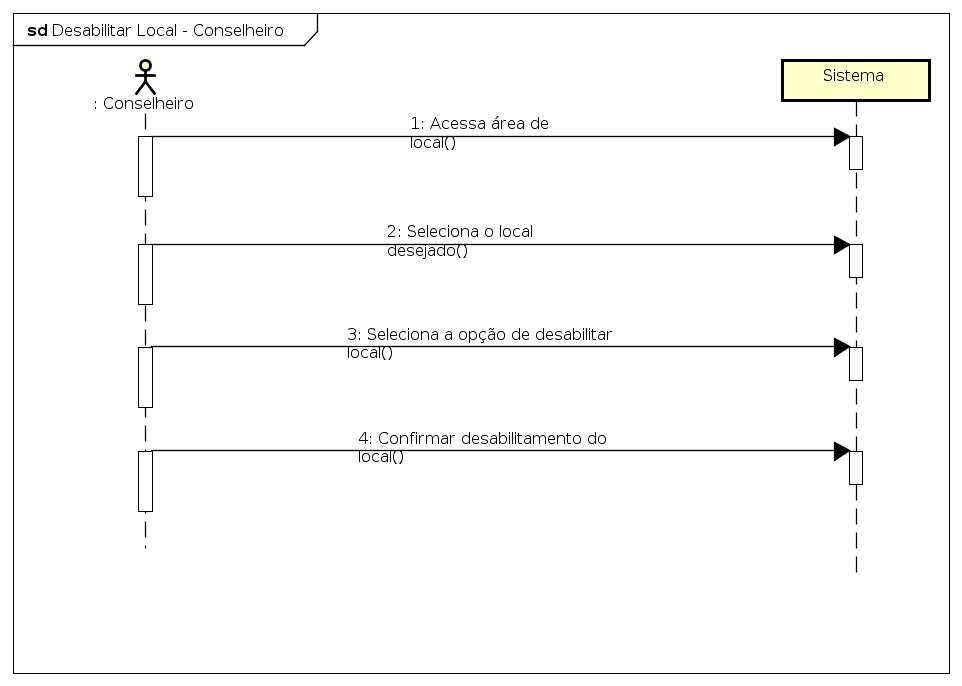 sd Desabilitar Local - Conselheiro
: Conselheiro
Sistema
1: Acessa área de
local()
2: Seleciona o local
desejado()
3: Seleciona a opção de desabilitar
local()
4: Confirmar desabilitamento do
local()